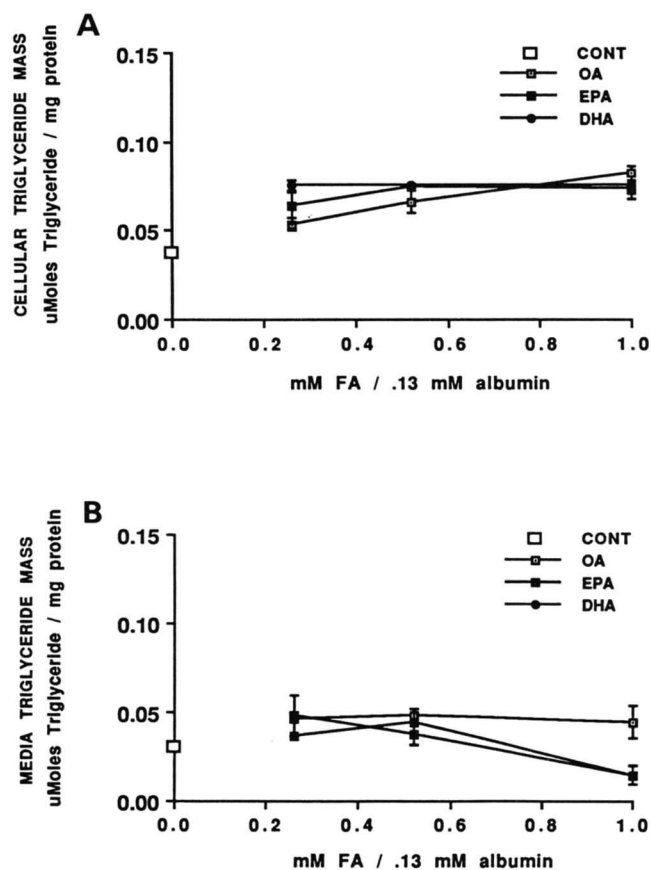 A
CELLULAR TRIGLYCERIDE MASS
uMoles Triglyceride / mg protein
0.15
0.10
0.05
0.00
CONT
OA
EPA
DHA
0.0 0.2 0.4 0.6 0.8 1.0
mM FA / .13 mM albumin
B
MEDIA TRIGLYCERIDE MASS
uMoles Triglyceride / mg protein
0.15
0.10
0.05
0.00
CONT
OA
EPA
DHA
0.0 0.2 0.4 0.6 0.8 1.0
mM FA / .13 mM albumin